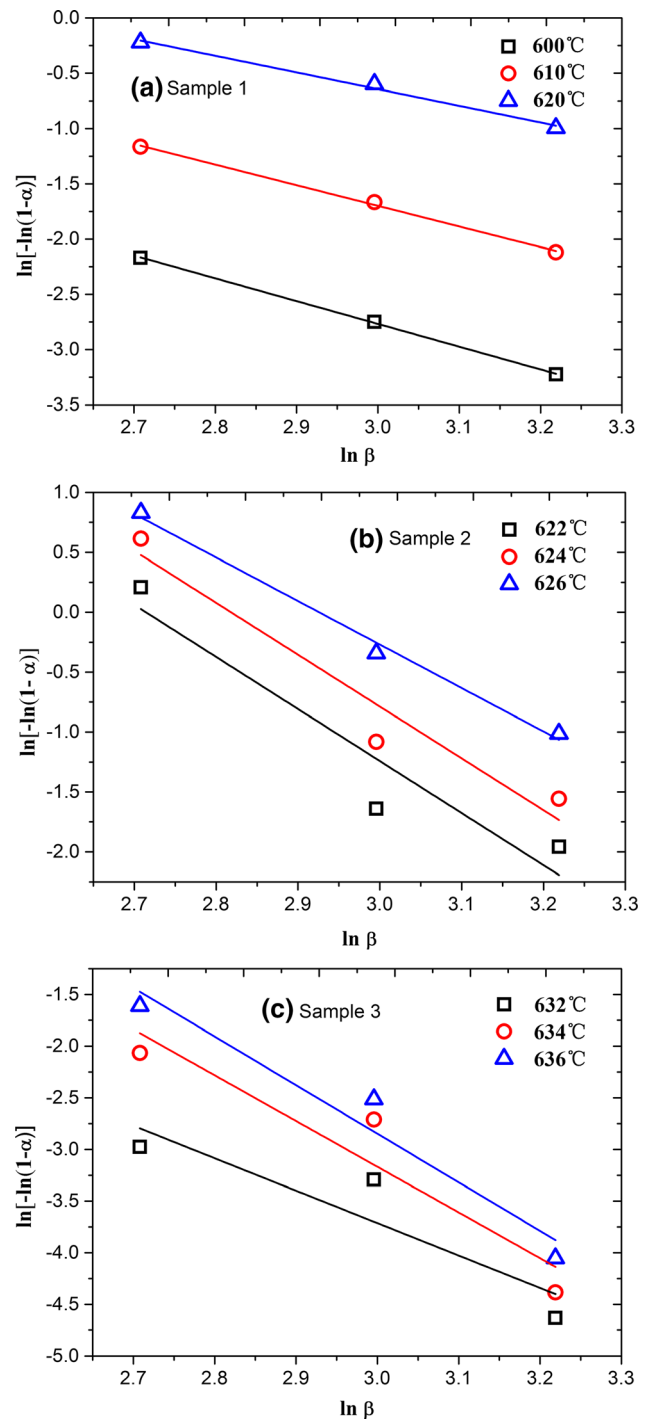 0.0
-0.5
-1.0
-1.5
-2.0
-2.5
-3.0
-3.5
ln[-ln(1-α)]
(a) Sample 1
600℃
610℃
620℃
2.7 2.8 2.9 3.0 3.1 3.2 3.3
ln β
1.0
0.5
0.0
-0.5
-1.0
-1.5
-2.0
ln[-ln(1- α)]
(b) Sample 2
622℃
624℃
626℃
2.7 2.8 2.9 3.0 3.1 3.2 3.3
ln β
-1.5
-2.0
-2.5
-3.0
-3.5
-4.0
-4.5
-5.0
ln[-ln(1-α)]
(c) Sample 3
632℃
634℃
636℃
2.7 2.8 2.9 3.0 3.1 3.2 3.3
ln β